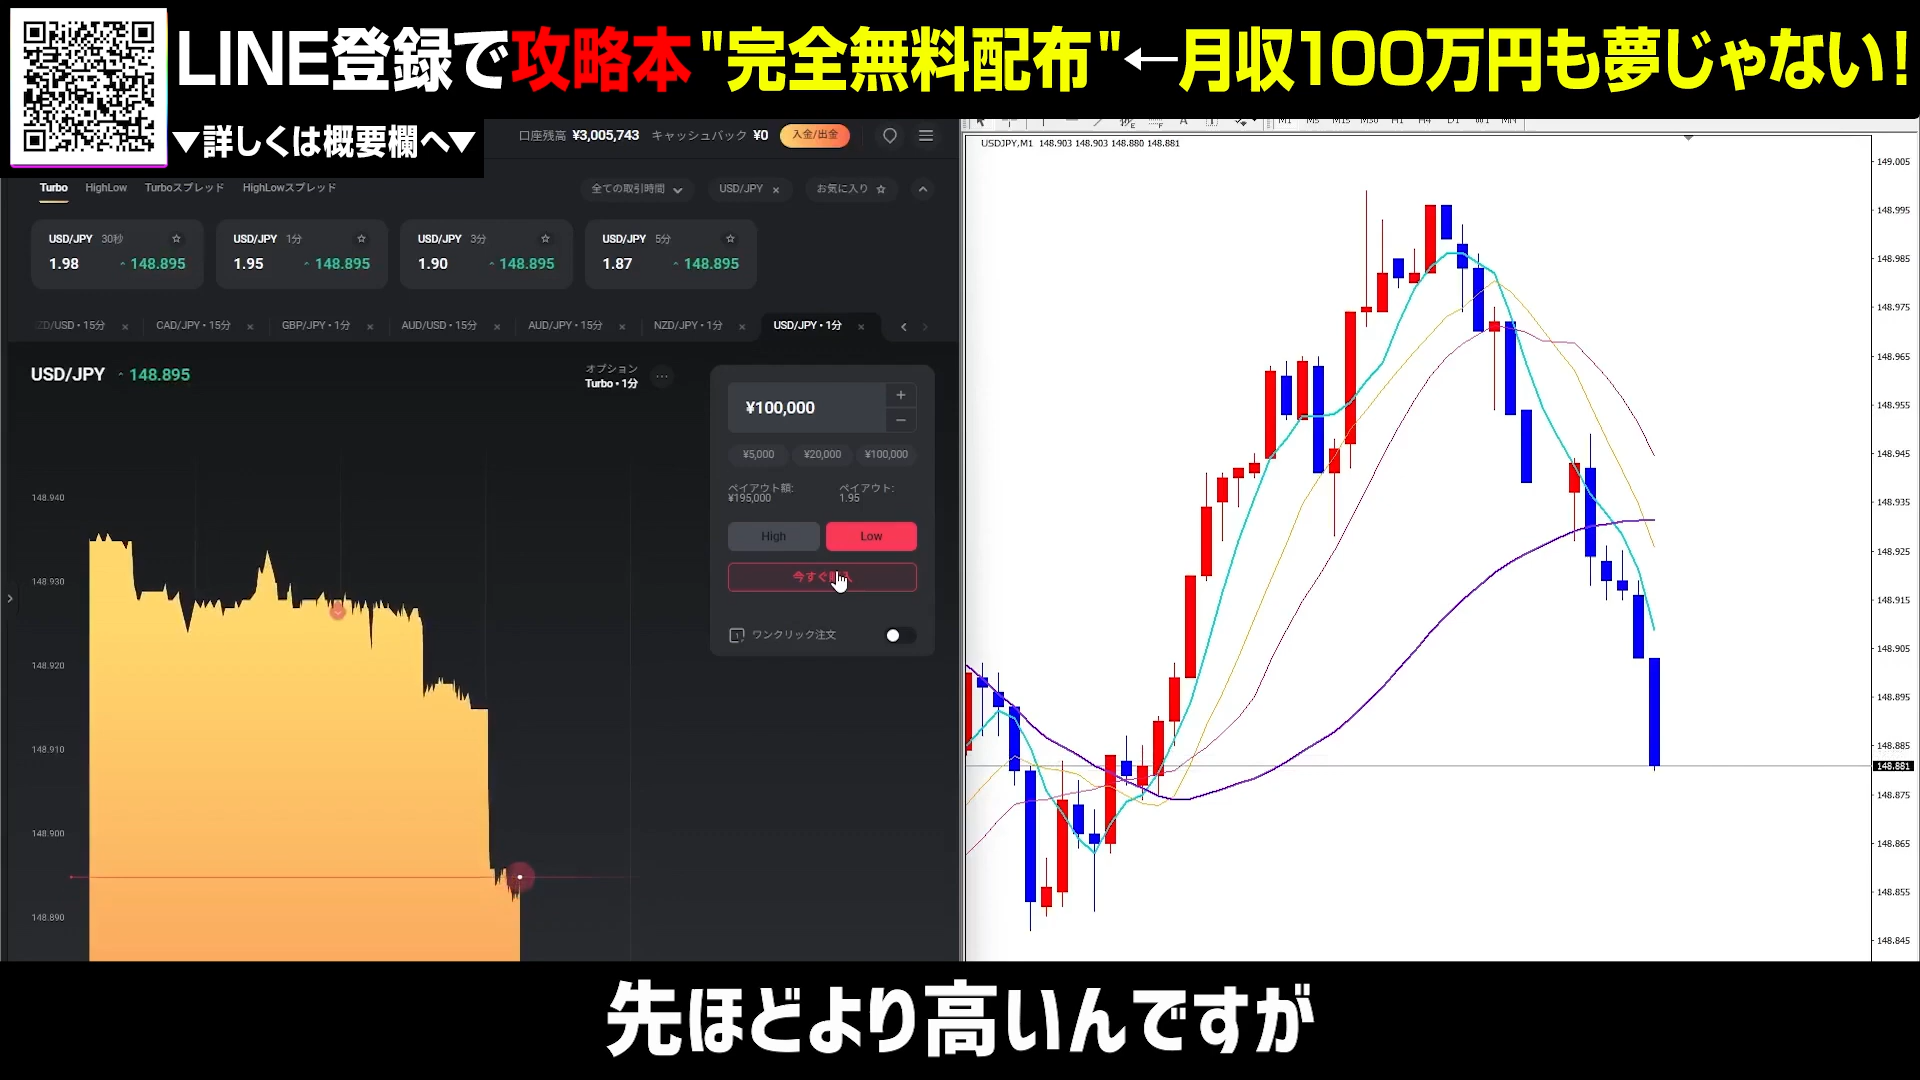 LINE登録で攻略本"完全無料配布"←月収100万円も夢じゃない!
▼詳しくは概要欄へ▼
口座残高 ¥3,005,743 キャッシュバック ¥0 入金/出金
Turbo HighLow Turboスプレッド HighLowスプレッド 全ての取引時間 USD/JPY × お気に入り
USD/JPY 30秒
1.98 148.895
USD/JPY 1分
1.95 148.895
USD/JPY 3分
1.90 148.895
USD/JPY 5分
1.87 148.895
ZD/USD • 15分 × CAD/JPY • 15分 × GBP/JPY • 1分 × AUD/USD • 15分 × AUD/JPY • 15分 × NZD/JPY • 1分 × USD/JPY • 1分 ×
USD/JPY 148.895
オプション
Turbo • 1分
¥100,000
+
−
¥5,000 ¥20,000 ¥100,000
ペイアウト額: ペイアウト:
¥195,000 1.95
High Low
今すぐ
ワンクリック注文
148.940
148.930
148.920
148.910
148.900
148.890
USDJPY,M1 148.903 148.903 148.880 148.881
149.005
148.995
148.985
148.975
148.965
148.955
148.945
148.935
148.925
148.915
148.905
148.895
148.885
148.881
148.875
148.865
148.855
148.845
先ほどより高いんですが